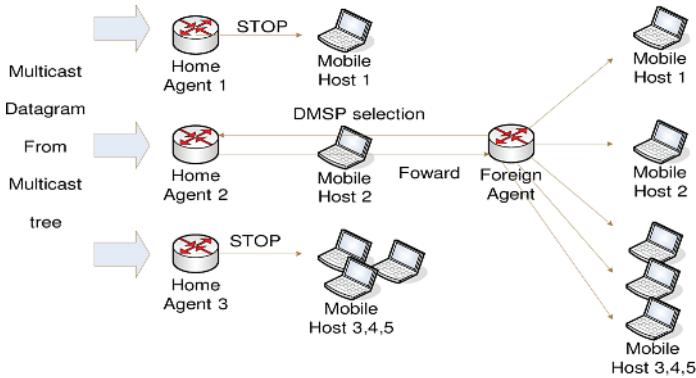 Multicast
Datagram
From
Multicast
tree
STOP
Home
Agent 1
Mobile
Host 1
Mobile
Host 1
DMSP selection
Home
Agent 2
Mobile
Host 2
Foward
Foreign
Agent
Mobile
Host 2
STOP
Home
Agent 3
Mobile
Host 3,4,5
Mobile
Host 3,4,5